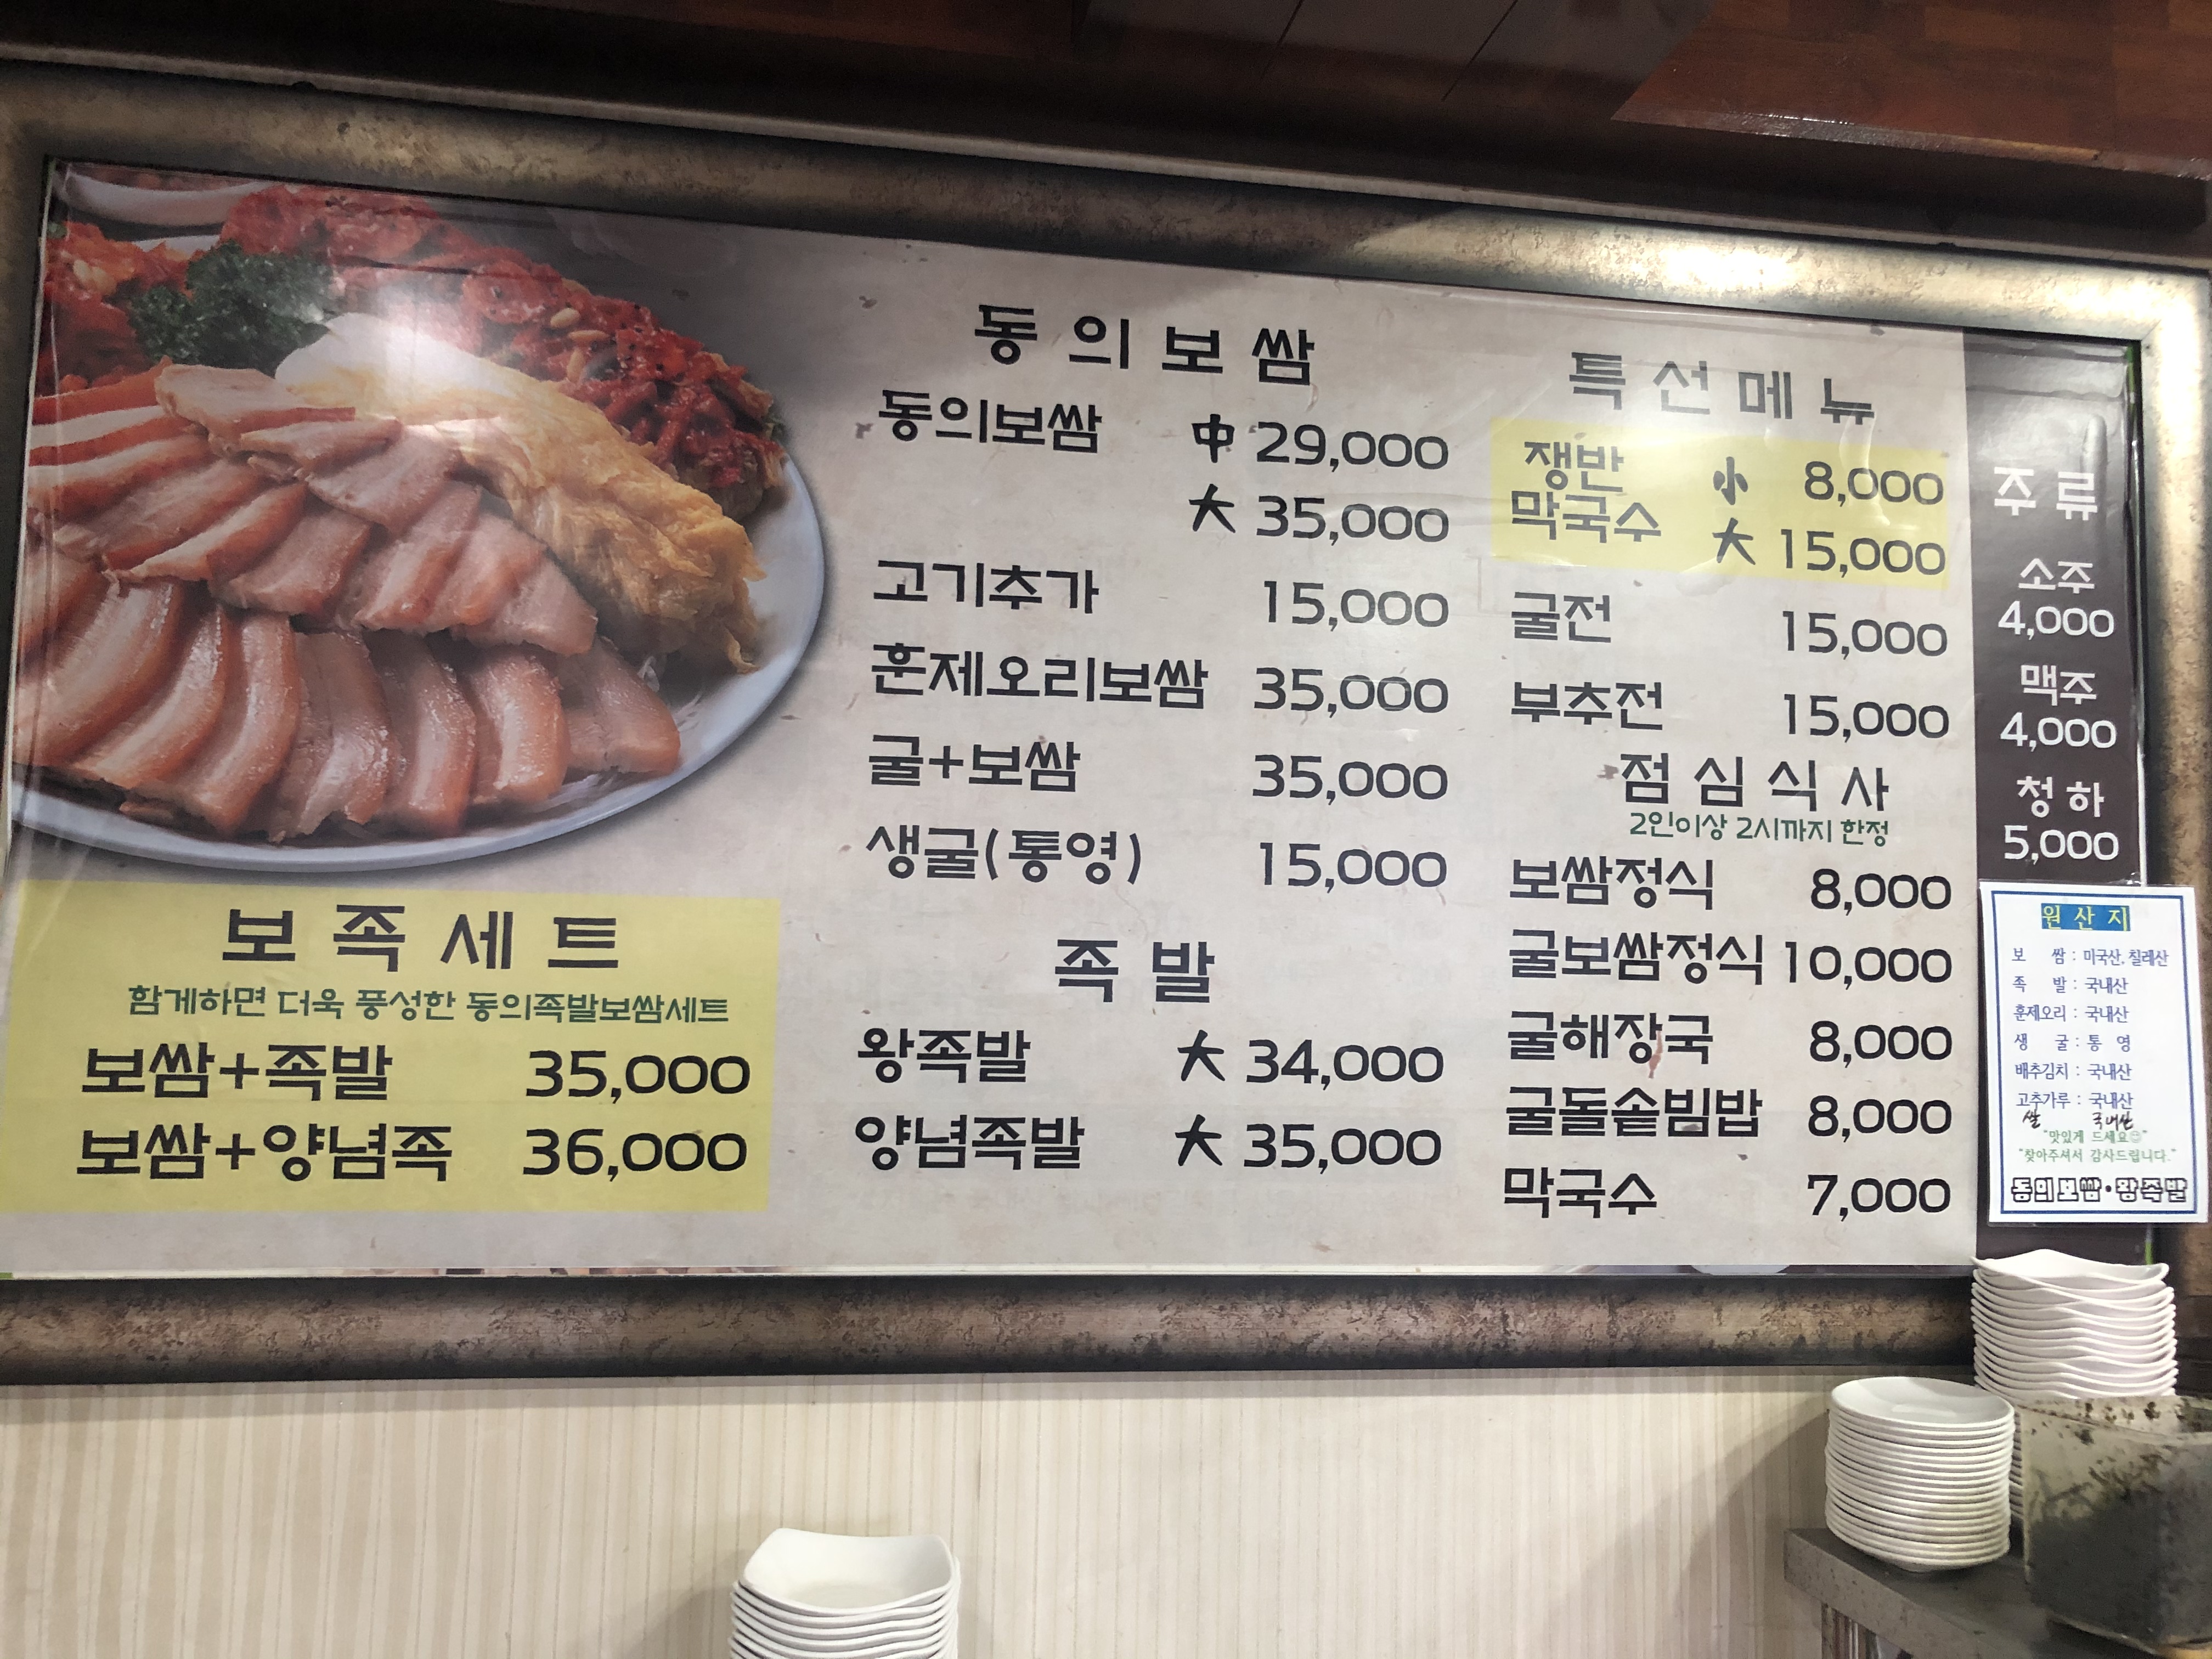 동의보쌈
동의보쌈 中 29,000
大 35,000
고기추가 15,000
훈제오리보쌈 35,000
굴+보쌈 35,000
생굴(통영) 15,000
족발
왕족발 大 34,000
양념족발 大 35,000
보족세트
함께하면 더욱 풍성한 동의족발보쌈세트
보쌈+족발 35,000
보쌈+양념족 36,000
특선메뉴
쟁반 小 8,000
막국수 大 15,000
굴전 15,000
부추전 15,000
점심식사
2인이상 2시까지 한정
보쌈정식 8,000
굴보쌈정식 10,000
굴해장국 8,000
굴돌솥빔밥 8,000
막국수 7,000
주류
소주
4,000
맥주
4,000
청하
5,000
원산지
보 쌈 : 미국산, 칠레산
족 발 : 국내산
훈제오리 : 국내산
생 굴 : 통 영
배추김치 : 국내산
고추가루 : 국내산
쌀 국내산
"맛있게 드세요☺"
"찾아주셔서 감사드립니다."
동의보쌈·왕족발